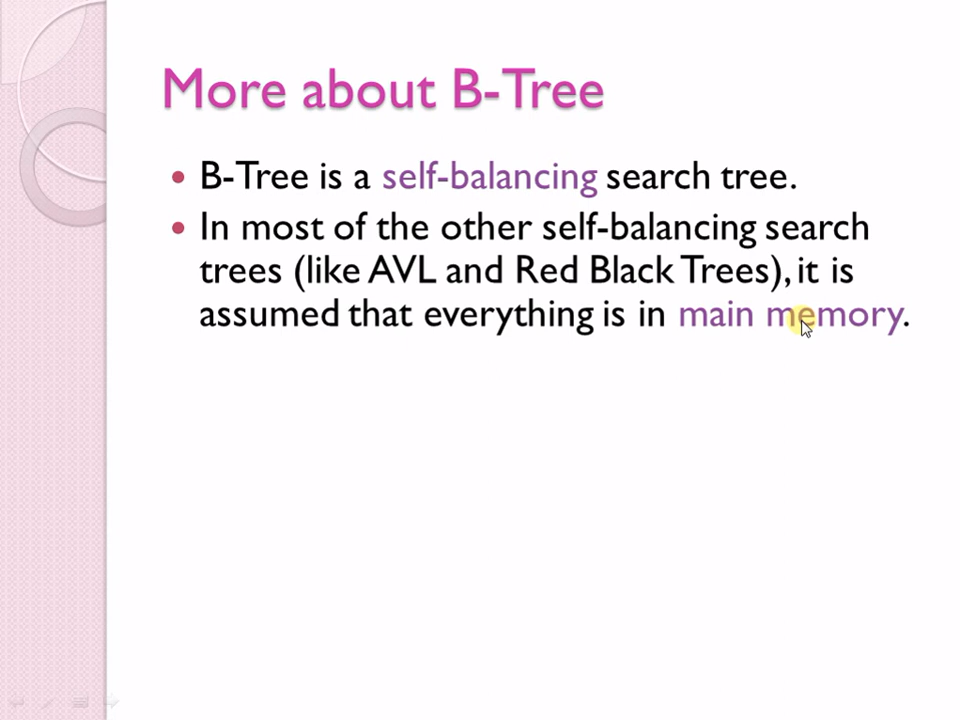 More about B-Tree
• B-Tree is a self-balancing search tree.
• In most of the other self-balancing search
trees (like AVL and Red Black Trees), it is
assumed that everything is in main memory.